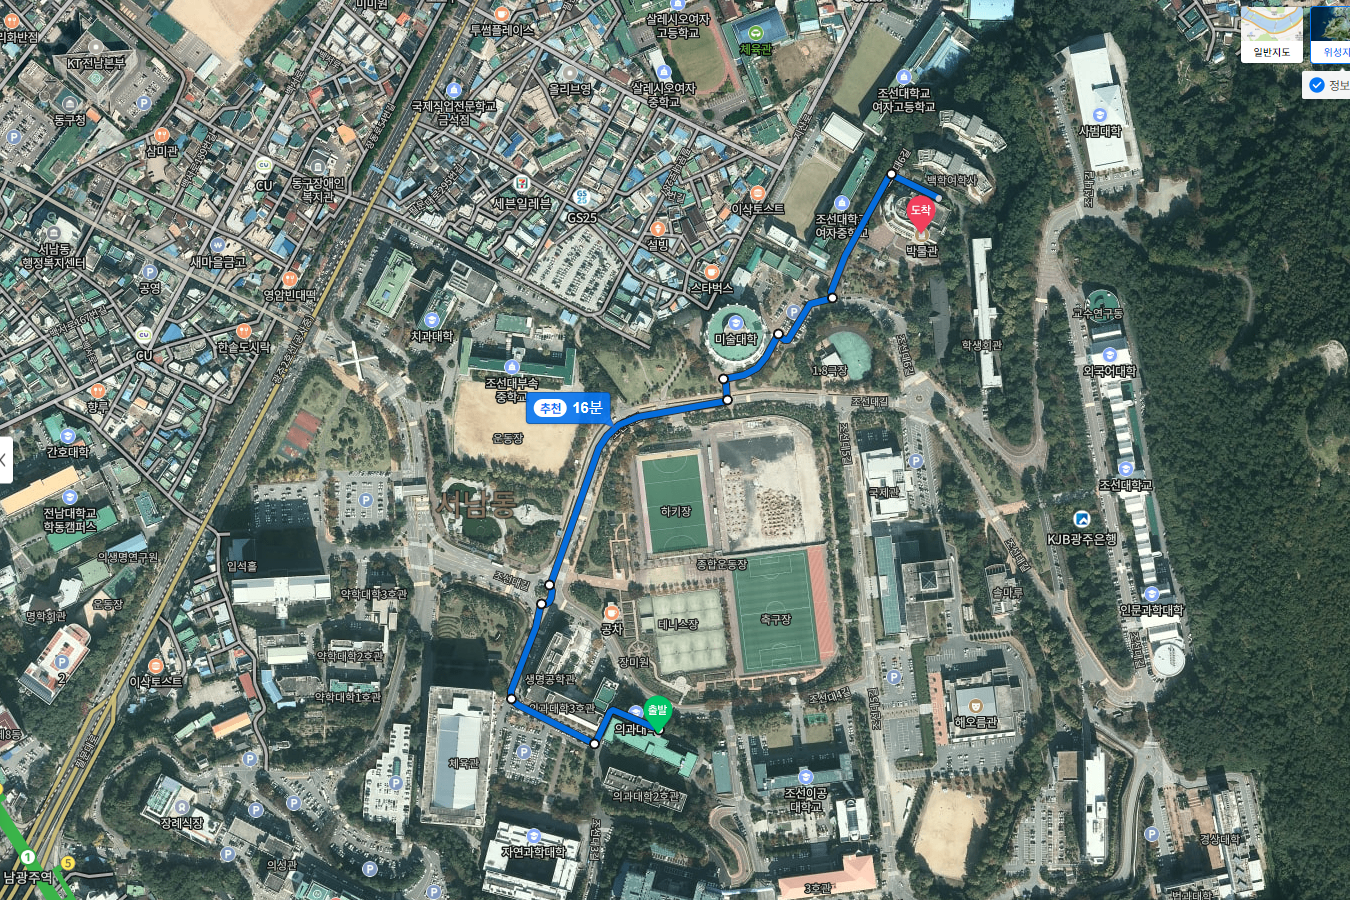 미미원
살레시오여자
고등학교
투썸플레이스
체육관
일반지도
KT전남본부
동구청
올리브영
국제직업전문학교
금석점
살레시오여자
중학교
조선대학교
여자고등학교
정보
사범대학
삼미관
CU
동구장애인
복지관
세븐일레븐
GS25
GS
25
이삭토스트
백학여학사
도착
박물관
조선대학교
여자중학교
설빙
서남동
행정복지센터
새마을금고
공영
영암빈대떡
스타벅스
교수연구동
CU
한솥도시락
치과대학
미술대학
1.8극장
학생회관
외국어대학
조선대부속
중학교
추천 16분
조선대길
향루
운동장
간호대학
국제관
조선대학교
전남대학교
학동캠퍼스
서남동
하키장
KJB광주은행
의생명연구원
입석홀
종합운동장
조선대길
약학대학3호관
솔마루
명학회관
운동장
공차
테니스장
축구장
인문과학대학
약학대학2호관
장미원
이삭토스트
생명공학관
약학대학1호관
조선대4길
의과대학3호관
출발
의과대학
해오름관
체육관
의과대학2호관
조선이공
대학교
장례식장
자연과학대학
경상대학
의성관
1
5
남광주역
3호관
법과대학